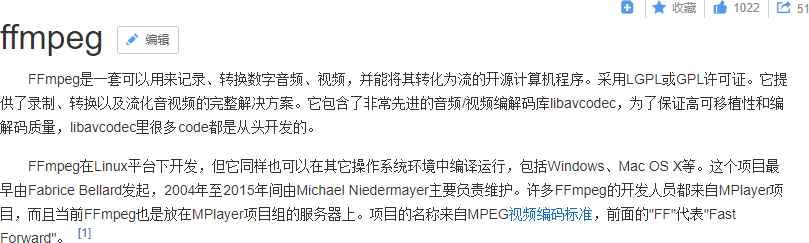 收藏 1022 51
ffmpeg 编辑
FFmpeg是一套可以用来记录、转换数字音频、视频，并能将其转化为流的开源计算机程序。采用LGPL或GPL许可证。它提
供了录制、转换以及流化音视频的完整解决方案。它包含了非常先进的音频/视频编解码库libavcodec，为了保证高可移植性和编
解码质量，libavcodec里很多code都是从头开发的。
FFmpeg在Linux平台下开发，但它同样也可以在其它操作系统环境中编译运行，包括Windows、Mac OS X等。这个项目最
早由Fabrice Bellard发起，2004年至2015年间由Michael Niedermayer主要负责维护。许多FFmpeg的开发人员都来自MPlayer项
目，而且当前FFmpeg也是放在MPlayer项目组的服务器上。项目的名称来自MPEG视频编码标准，前面的"FF"代表"Fast
Forward"。 [1]